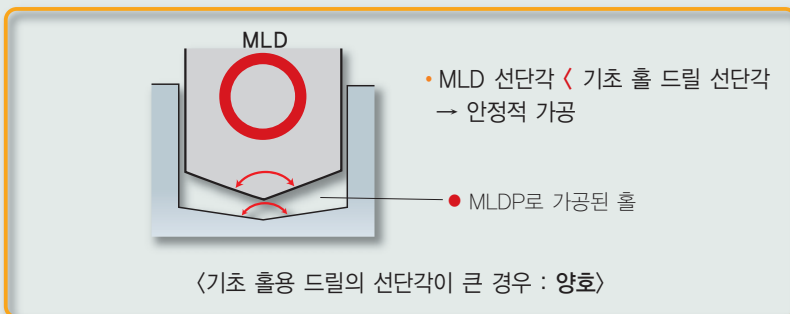 MLD
• MLD 선단각 < 기초 홀 드릴 선단각
→ 안정적 가공
● MLDP로 가공된 홀
〈기초 홀용 드릴의 선단각이 큰 경우 : 양호〉